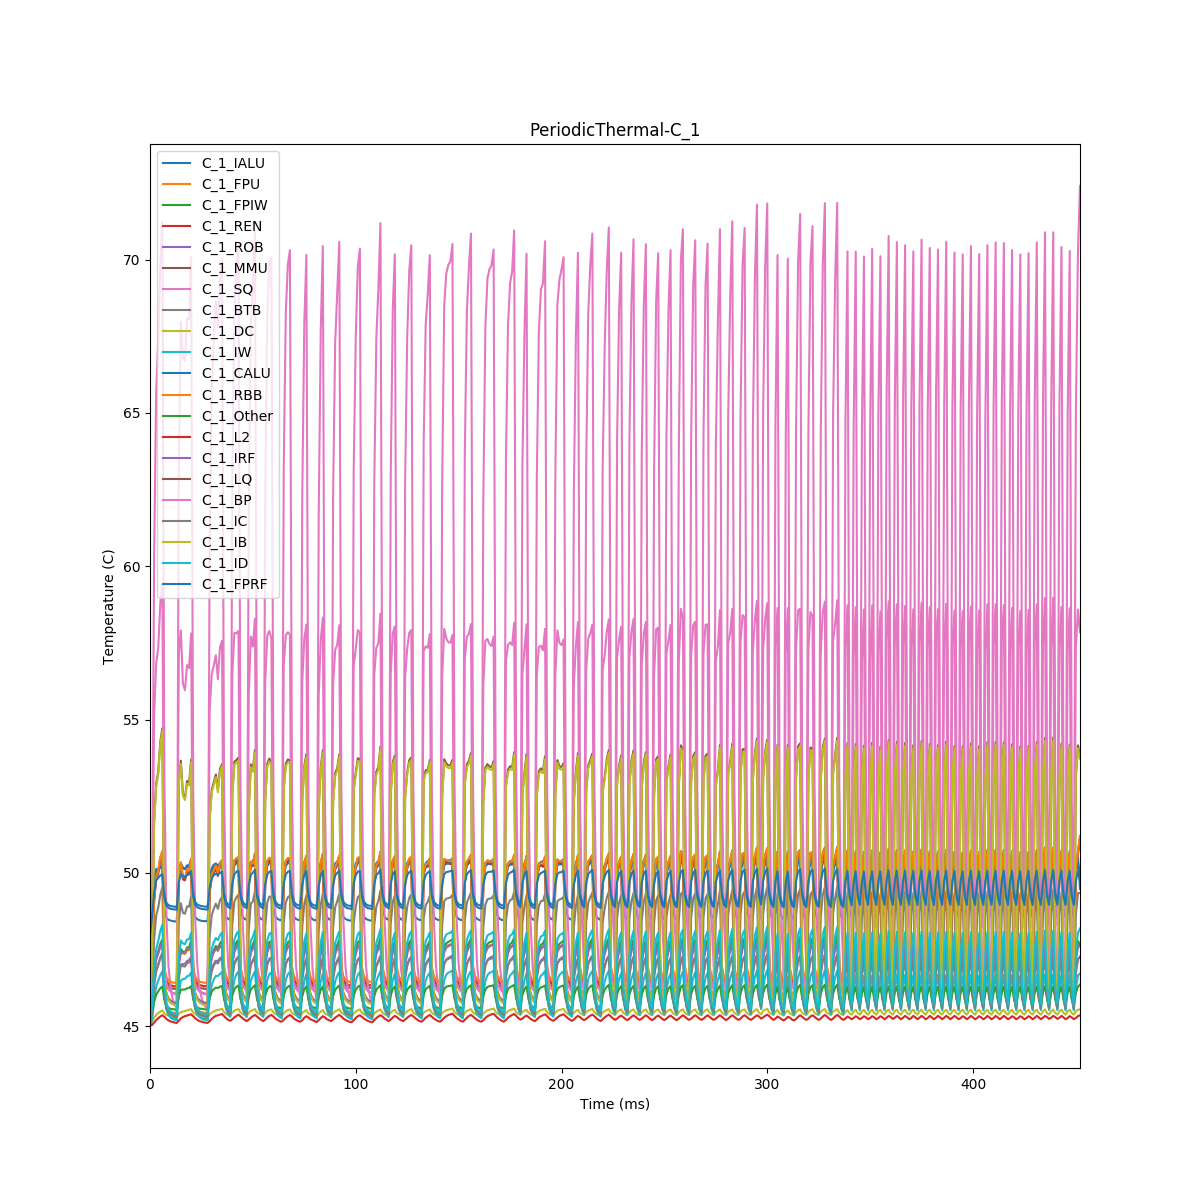 PeriodicThermal-C_1
C_1_IALU
C_1_FPU
C_1_FPIW
C_1_REN
C_1_ROB
C_1_MMU
C_1_SQ
C_1_BTB
C_1_DC
C_1_IW
C_1_CALU
C_1_RBB
C_1_Other
C_1_L2
C_1_IRF
C_1_LQ
C_1_BP
C_1_IC
C_1_IB
C_1_ID
C_1_FPRF
Temperature (C)
70
65
60
55
50
45
0 100 200 300 400
Time (ms)